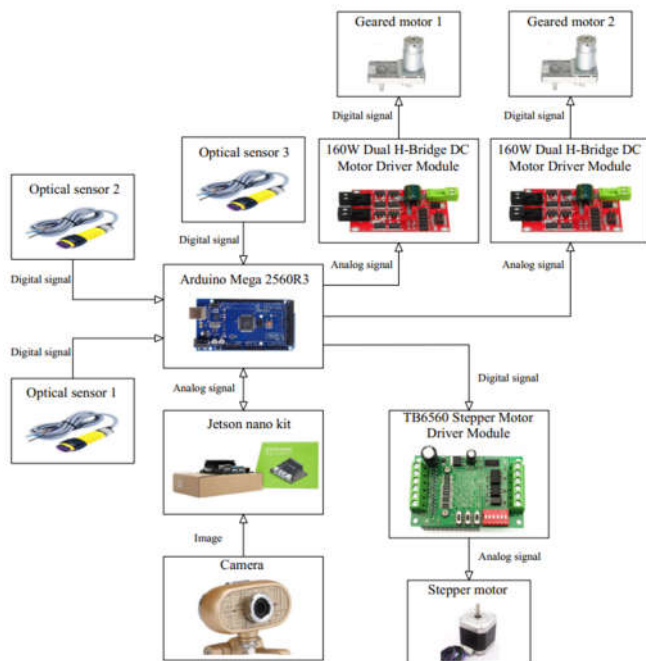 Geared motor 1
Geared motor 2
Digital signal
Digital signal
160W Dual H-Bridge DC
Motor Driver Module
160W Dual H-Bridge DC
Motor Driver Module
Optical sensor 3
Optical sensor 2
Digital signal
Analog signal
Analog signal
Digital signal
Arduino Mega 2560R3
Digital signal
Optical sensor 1
Analog signal
Digital signal
Jetson nano kit
TB6560 Stepper Motor
Driver Module
Image
Camera
Analog signal
Stepper motor